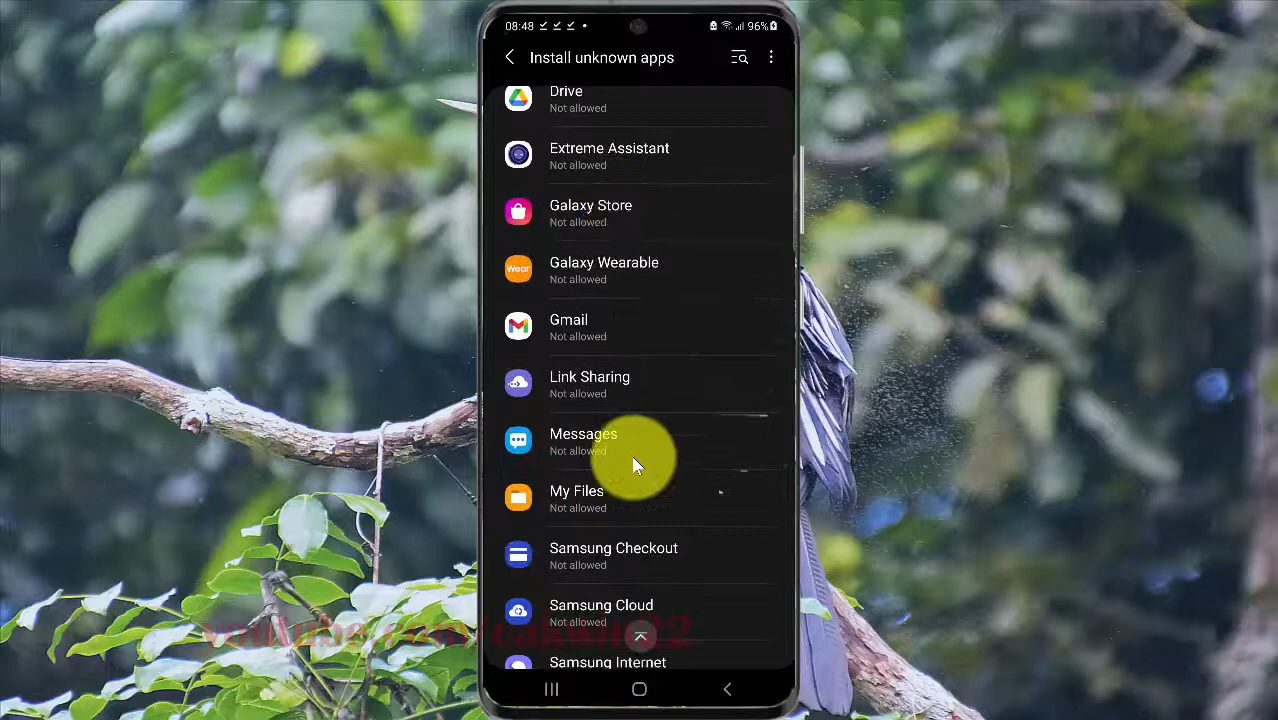 08:48
96%
Install unknown apps
Drive
Not allowed
Extreme Assistant
Not allowed
Galaxy Store
Not allowed
Wear
Galaxy Wearable
Not allowed
Gmail
Not allowed
Link Sharing
Not allowed
Messages
Not allowed
My Files
Not allowed
Samsung Checkout
Not allowed
Samsung Cloud
Not allowed
Samsung Internet